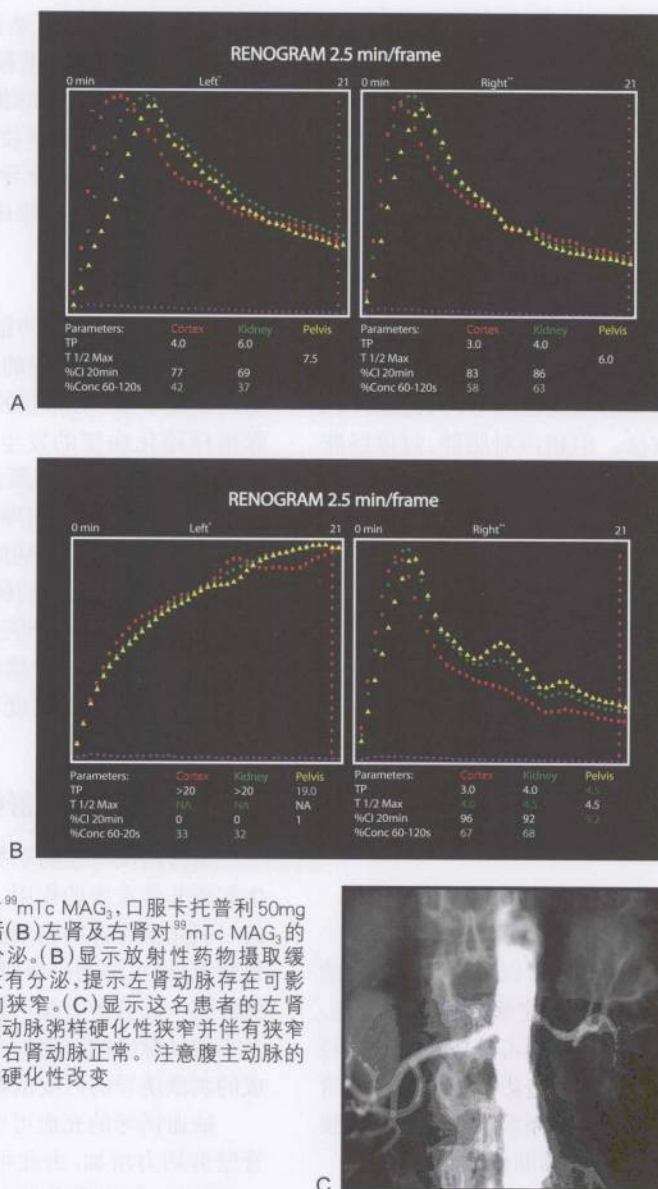 RENOGRAM 2.5 min/frame
0 min Left* 21 0 min Right** 21
Parameters: Cortex Kidney Pelvis Parameters: Cortex Kidney Pelvis
TP 4.0 6.0 TP 3.0 4.0
T 1/2 Max 7.5 T 1/2 Max 6.0
%Cl 20min 77 69 %Cl 20min 83 86
%Conc 60-120s 42 37 %Conc 60-120s 58 63
A
RENOGRAM 2.5 min/frame
0 min Left* 21 0 min Right** 21
Parameters: Cortex Kidney Pelvis Parameters: Cortex Kidney Pelvis
TP >20 >20 19.0 TP 3.0 4.0 4.5
T 1/2 Max NA NA NA T 1/2 Max 4.0 4.5 4.5
%Cl 20min 0 0 1 %Cl 20min 96 92
%Conc 60-20s 33 32 %Conc 60-120s 67 68
B
⁹⁹mTc MAG₃,口服卡托普利50mg
后(B)左肾及右肾对⁹⁹mTc MAG₃的
分泌。(B)显示放射性药物摄取缓
没有分泌,提示左肾动脉存在可影
的狭窄。(C)显示这名患者的左肾
动脉粥样硬化性狭窄并伴有狭窄
右肾动脉正常。注意腹主动脉的
硬化性改变
C